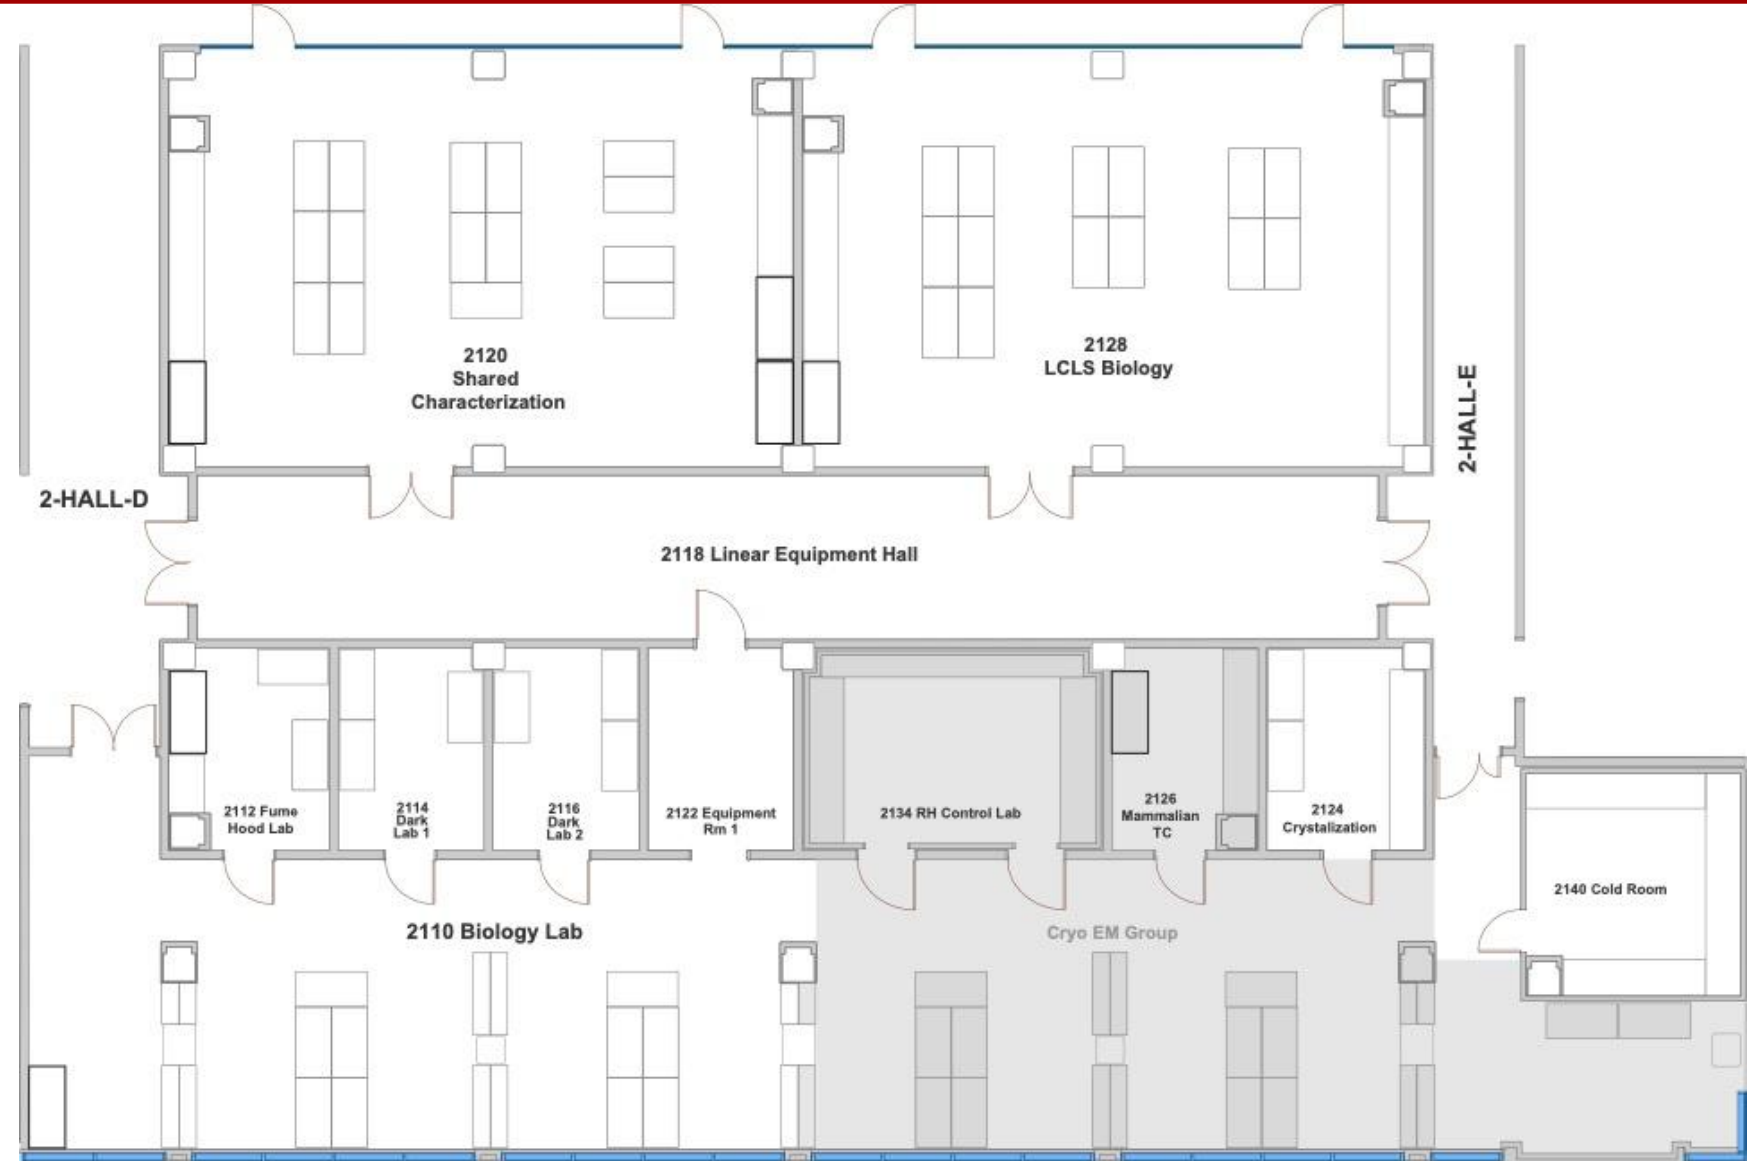 2120
Shared
Characterization
2128
LCLS Biology
2-HALL-D
2-HALL-E
2118 Linear Equipment Hall
2112 Fume
Hood Lab
2114
Dark
Lab 1
2116
Dark
Lab 2
2122 Equipment
Rm 1
2134 RH Control Lab
2126
Mammalian
TC
2124
Crystalization
2140 Cold Room
2110 Biology Lab
Cryo EM Group